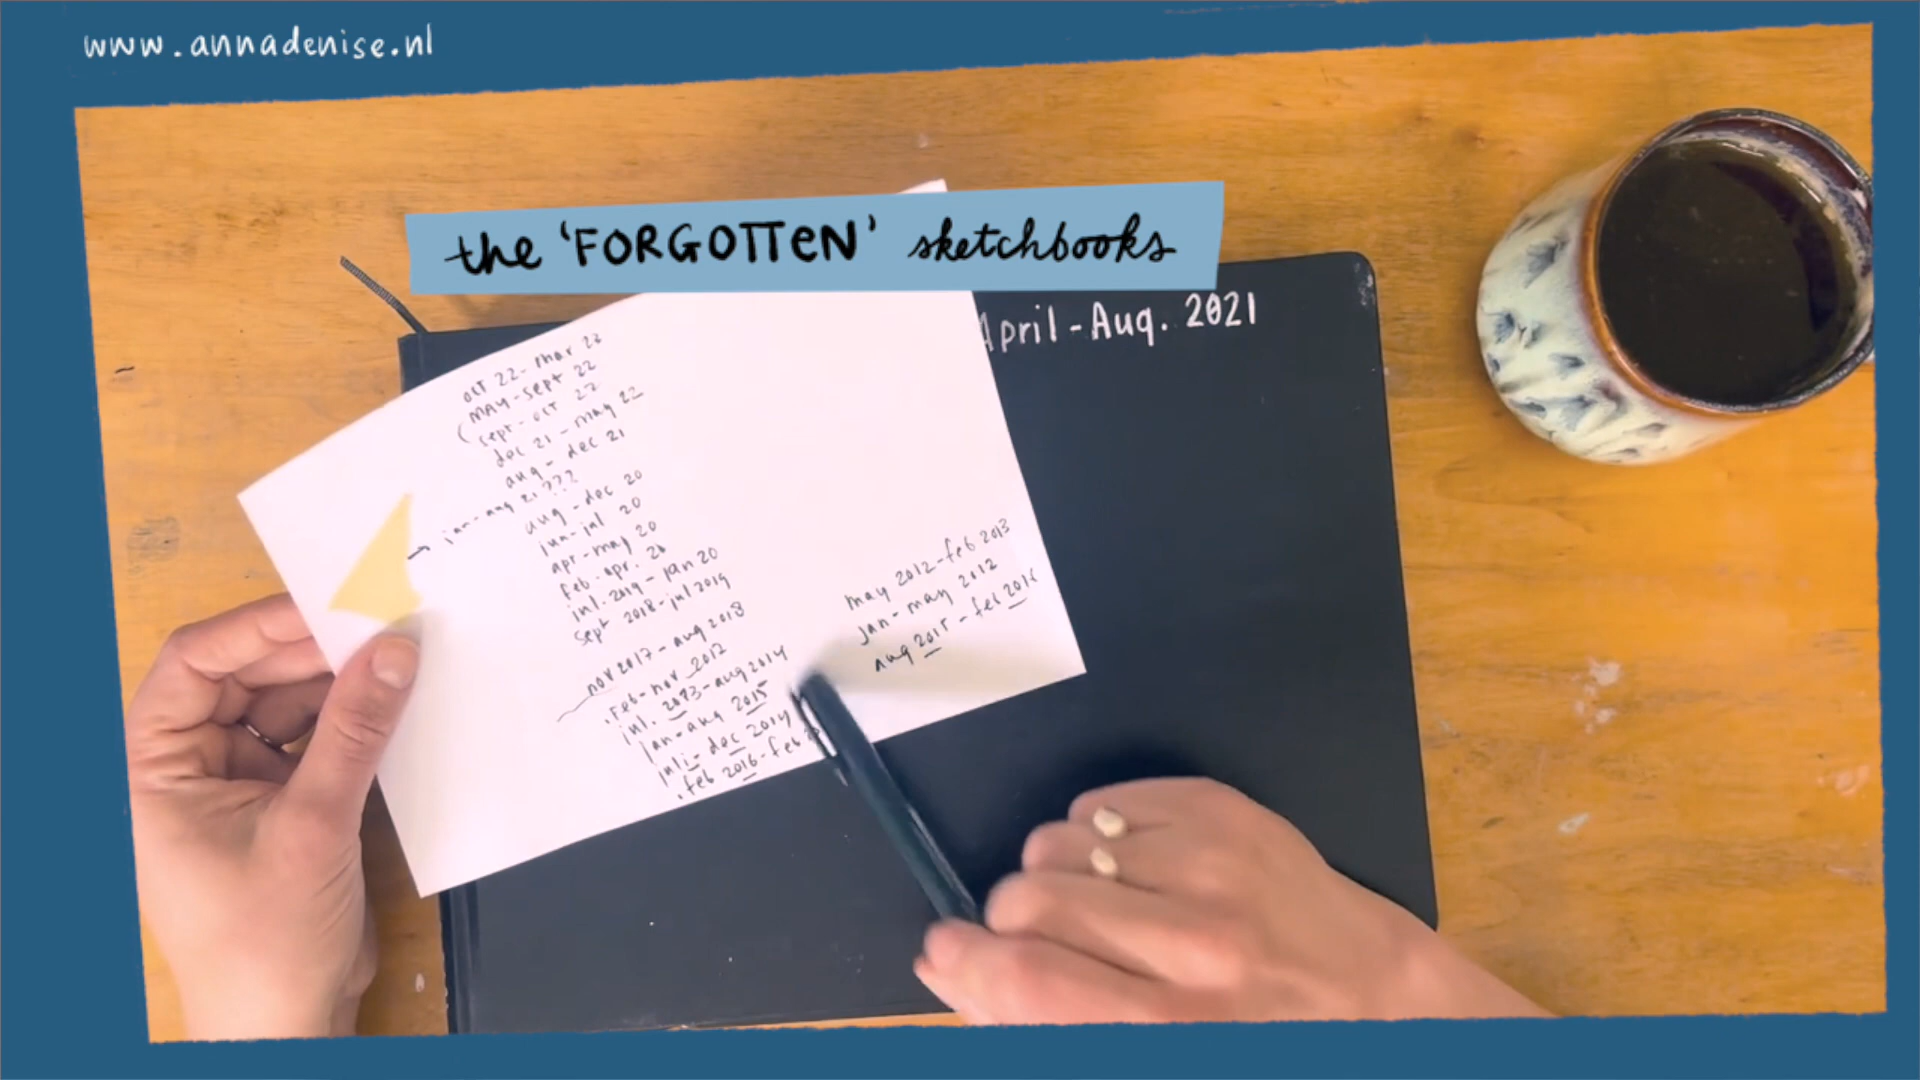 www.annadenise.nl
the 'FORGOTTEN' sketchbooks
April-Aug. 2021
oct 22- mar 23
(may-sept 22
sept-oct 22
dec 21 - may 22
aug - dec 21
→ jan-aug 21???
aug - dec 20
jun-jul 20
apr-may 20
feb-apr. 20
jul. 2019 - jan 20
sept 2018-jul 2019
nov 2017 - aug 2018
.feb-nov 2012
jul. 2013-aug 2014
jan-aug 2015
juli-dec 2014
.feb 2016-feb
may 2012-feb 2013
jan-may 2012
aug 2015 - feb 2016